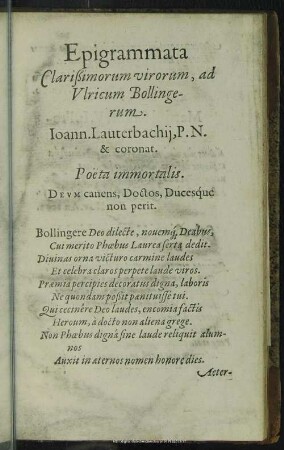 Epigrammata
Clarißimorum virorum, ad
Vlricum Bollinge-
rum.
Ioann. Lauterbachij, P. N.
& coronat.
Poeta immortalis.
DEVM canens, Doctos, Ducesque
non perit.
Bollingere Deo dilecte, nouemq́; Deabus,
Cui merito Phœbus Laurea serta dedit.
Diuinas orna victuro carmine laudes
Et celebra claros perpete laude viros.
Præmia percipies decoratus digna, laboris
Ne quondam poßit pœnituisse tui.
Qui cecinêre Deo laudes, encomia factis
Heroum, à docto non aliena grege.
Non Phœbi dignâ sine laude reliquit alum-
nos
Auxit in æternos nomen honore dies.
Aeter-